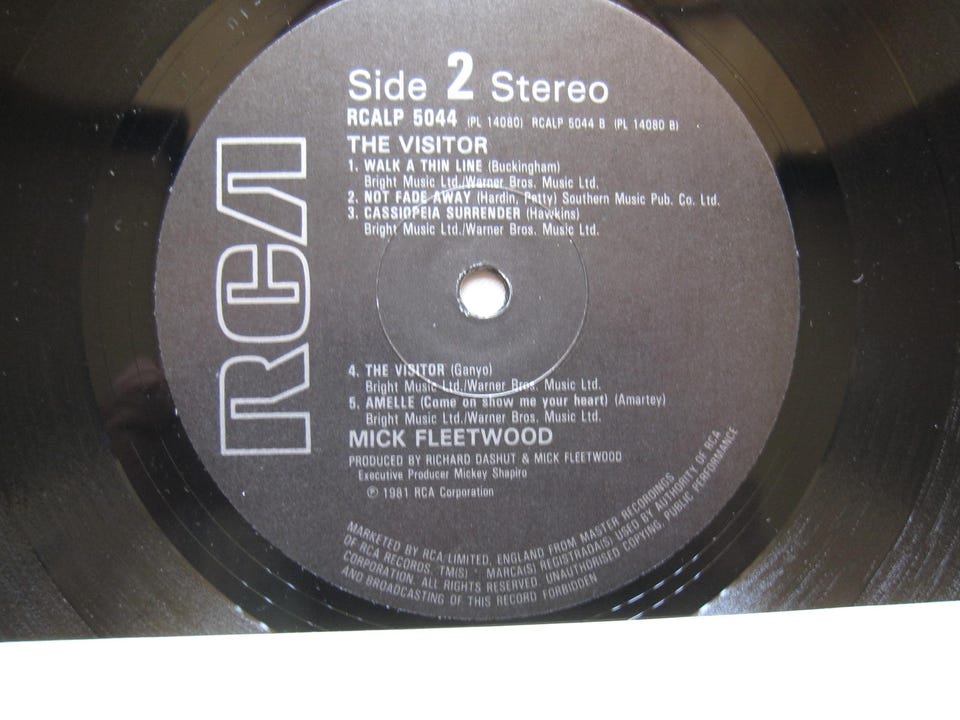 RCA
Side 2 Stereo
RCALP 5044 (PL 14080) RCALP 5044 B (PL 14080 B)
THE VISITOR
1. WALK A THIN LINE (Buckingham)
Bright Music Ltd./Warner Bros. Music Ltd.
2. NOT FADE AWAY (Hardin, Petty) Southern Music Pub. Co. Ltd.
3. CASSIOPEIA SURRENDER (Hawkins)
Bright Music Ltd./Warner Bros. Music Ltd.
4. THE VISITOR (Ganyo)
Bright Music Ltd./Warner Bros. Music Ltd.
5. AMELLE (Come on show me your heart) (Amartey)
Bright Music Ltd./Warner Bros. Music Ltd.
MICK FLEETWOOD
PRODUCED BY RICHARD DASHUT & MICK FLEETWOOD
Executive Producer Mickey Shapiro
℗ 1981 RCA Corporation
MARKETED BY RCA LIMITED, ENGLAND FROM MASTER RECORDINGS
OF RCA RECORDS. TM(S) ® MARCA(S) REGISTRADA(S) USED BY AUTHORITY OF RCA
CORPORATION. ALL RIGHTS RESERVED. UNAUTHORISED COPYING, PUBLIC PERFORMANCE
AND BROADCASTING OF THIS RECORD FORBIDDEN